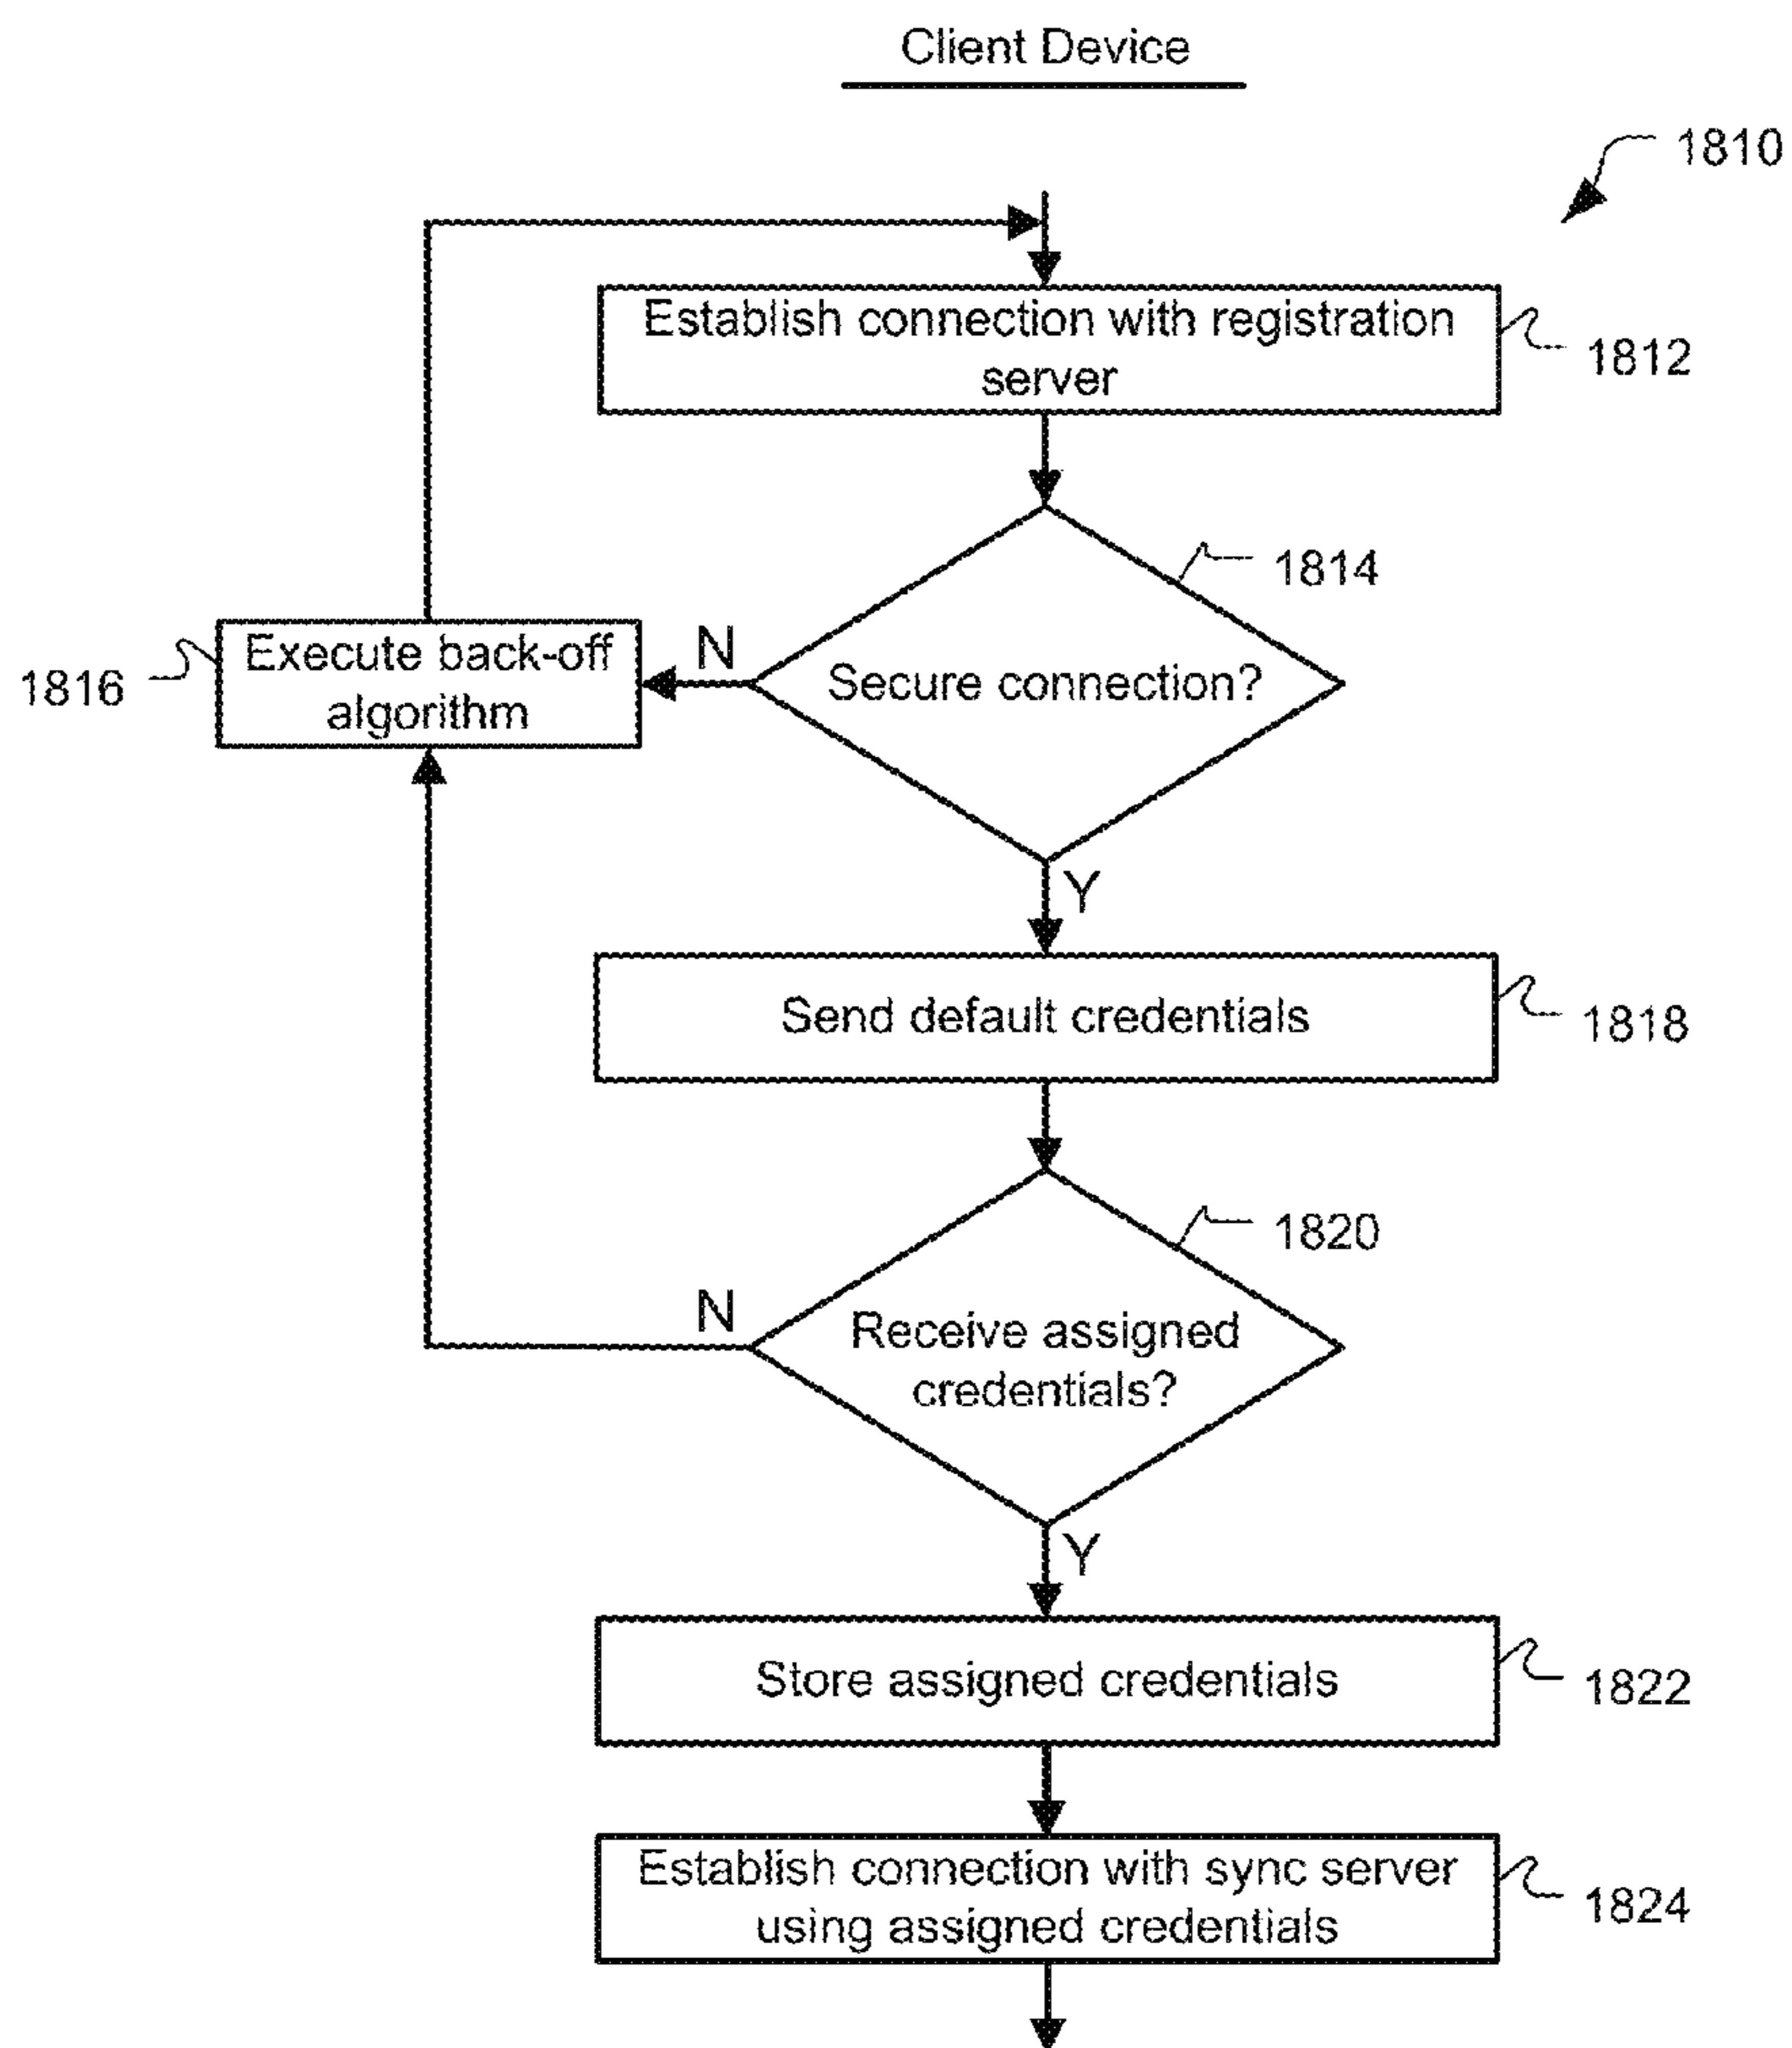 Client Device
1810
Establish connection with registration
server
1812
1814
Secure connection?
N
Execute back-off
algorithm
1816
Y
Send default credentials
1818
1820
Receive assigned
credentials?
N
Y
Store assigned credentials
1822
Establish connection with sync server
using assigned credentials
1824